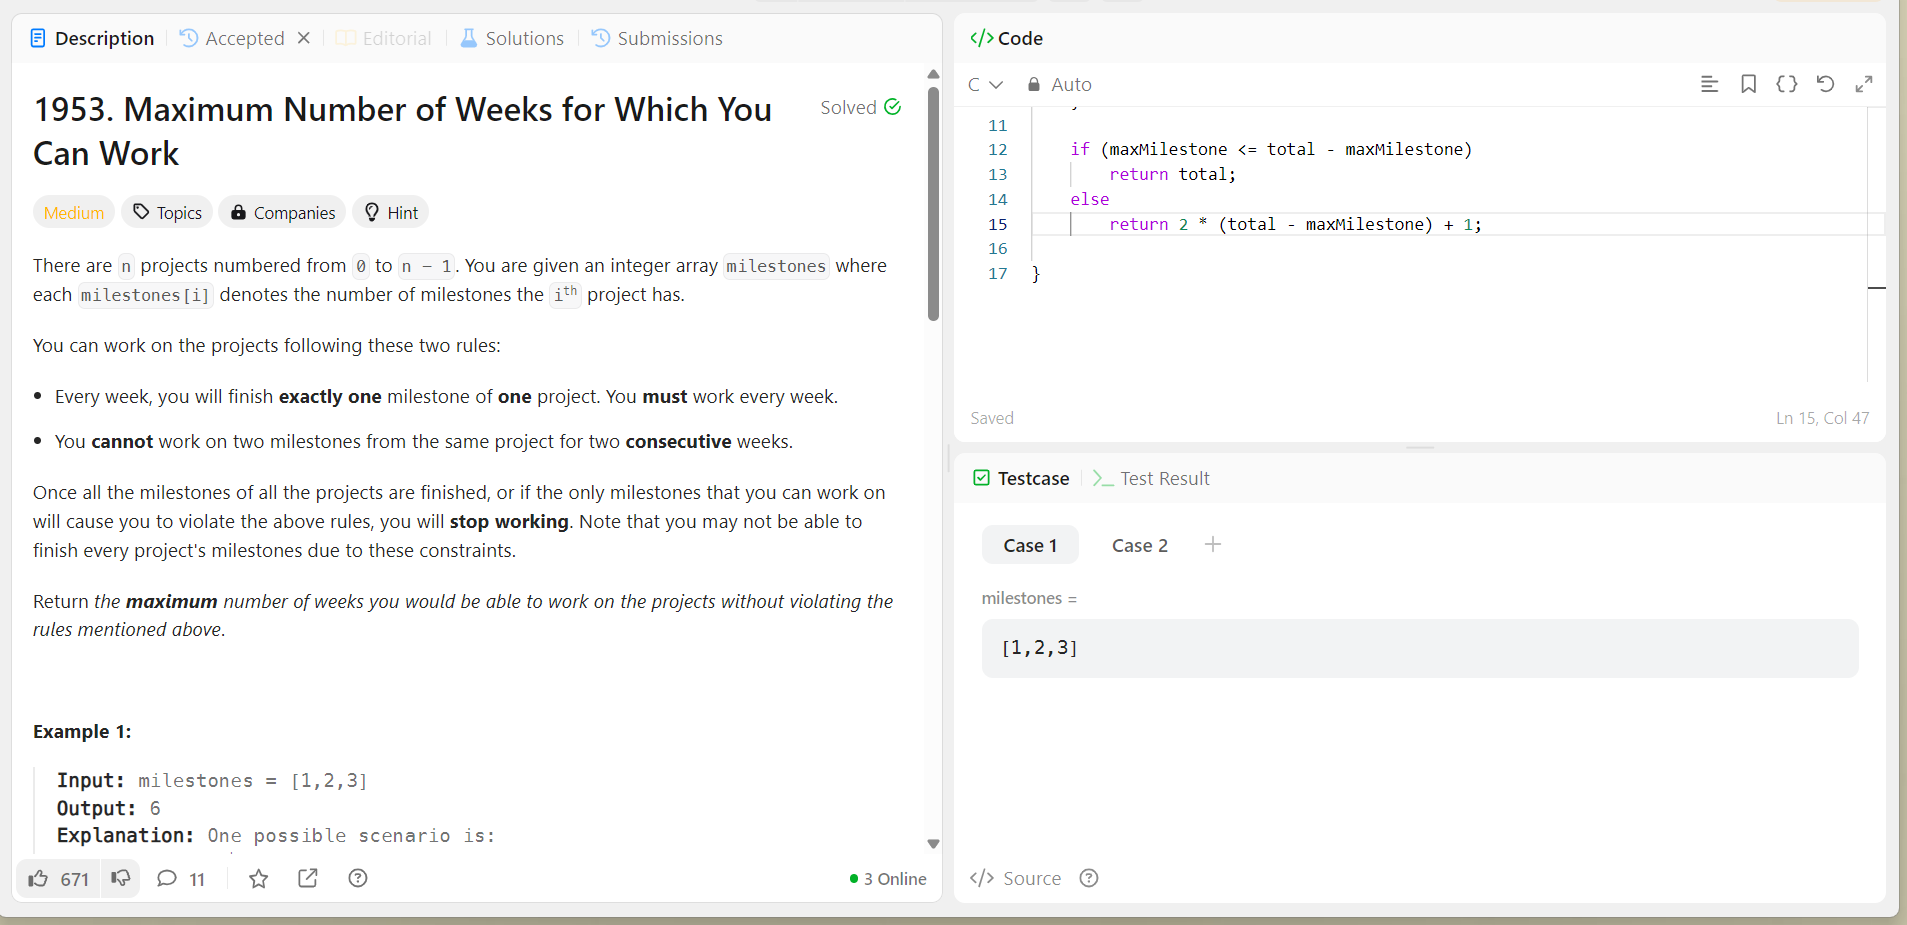 Description
Accepted
Editorial
Solutions
Submissions
1953. Maximum Number of Weeks for Which You
Can Work
Solved
Medium
Topics
Companies
Hint
There are n projects numbered from 0 to n - 1. You are given an integer array milestones where
each milestones[i] denotes the number of milestones the ith project has.
You can work on the projects following these two rules:
• Every week, you will finish exactly one milestone of one project. You must work every week.
• You cannot work on two milestones from the same project for two consecutive weeks.
Once all the milestones of all the projects are finished, or if the only milestones that you can work on
will cause you to violate the above rules, you will stop working. Note that you may not be able to
finish every project's milestones due to these constraints.
Return the maximum number of weeks you would be able to work on the projects without violating the
rules mentioned above.
Example 1:
Input: milestones = [1,2,3]
Output: 6
Explanation: One possible scenario is:
671
11
3 Online
</> Code
C
Auto
11
12 if (maxMilestone <= total - maxMilestone)
13 return total;
14 else
15 return 2 * (total - maxMilestone) + 1;
16
17 }
Saved
Ln 15, Col 47
Testcase
Test Result
Case 1
Case 2
+
milestones =
[1,2,3]
</> Source